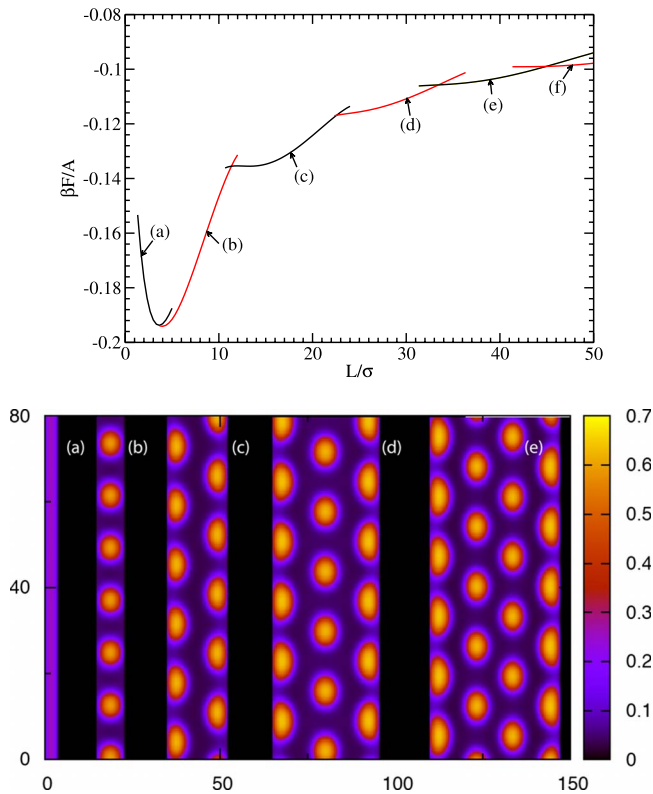 -0.08
-0.1
-0.12
-0.14
-0.16
-0.18
-0.2
βF/A
(a)
(b)
(c)
(d)
(e)
(f)
0 10 20 30 40 50
L/σ
80
40
0
(a) (b) (c) (d) (e)
0.7
0.6
0.5
0.4
0.3
0.2
0.1
0
0 50 100 150